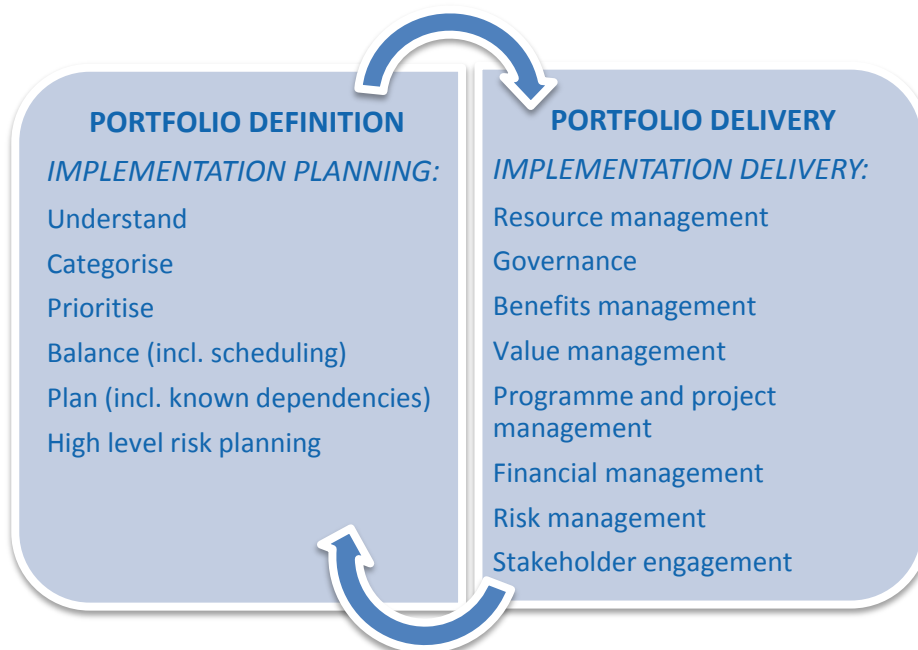 PORTFOLIO DEFINITION
IMPLEMENTATION PLANNING:
Understand
Categorise
Prioritise
Balance (incl. scheduling)
Plan (incl. known dependencies)
High level risk planning
PORTFOLIO DELIVERY
IMPLEMENTATION DELIVERY:
Resource management
Governance
Benefits management
Value management
Programme and project
management
Financial management
Risk management
Stakeholder engagement